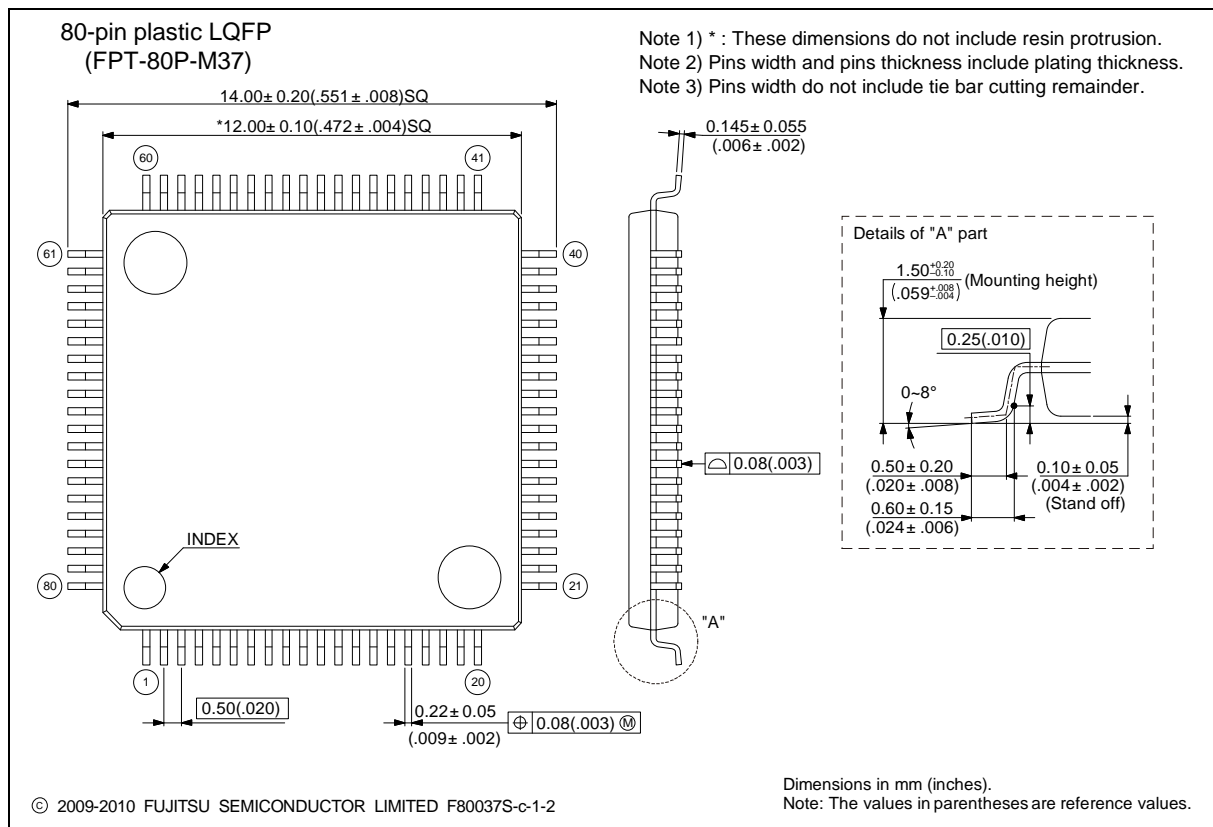 80-pin plastic LQFP
(FPT-80P-M37)
Note 1) * : These dimensions do not include resin protrusion.
Note 2) Pins width and pins thickness include plating thickness.
Note 3) Pins width do not include tie bar cutting remainder.
14.00±0.20(.551±.008)SQ
*12.00±0.10(.472±.004)SQ
0.145±0.055
(.006±.002)
60
41
61
40
Details of "A" part
1.50+0.20−0.10
(.059+.008−.004)
(Mounting height)
0.25(.010)
0~8°
0.08(.003)
0.50±0.20
(.020±.008)
0.10±0.05
(.004±.002)
(Stand off)
0.60±0.15
(.024±.006)
INDEX
80
21
"A"
1
20
0.50(.020)
0.22±0.05
(.009±.002)
⌖ 0.08(.003) Ⓜ
© 2009-2010 FUJITSU SEMICONDUCTOR LIMITED F80037S-c-1-2
Dimensions in mm (inches).
Note: The values in parentheses are reference values.